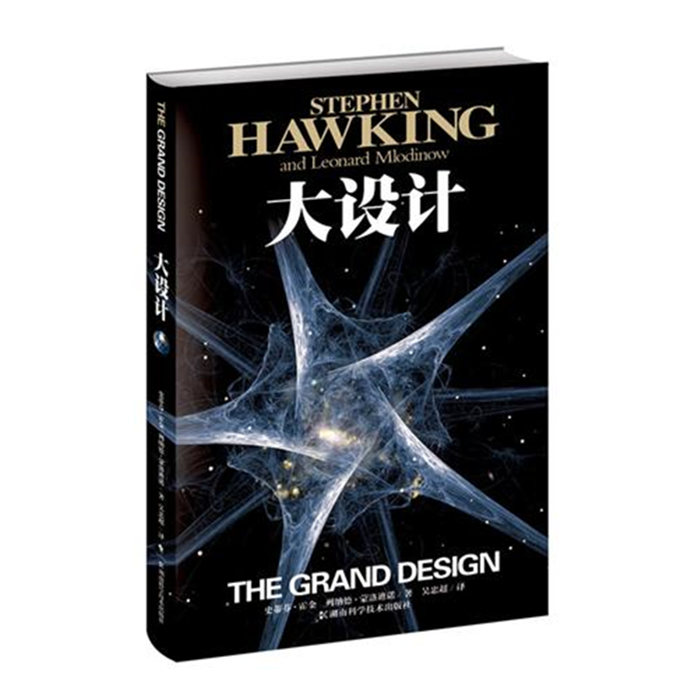 STEPHEN
HAWKING
and Leonard Mlodinow
大设计
THE GRAND DESIGN
史蒂芬·霍金 列纳德·蒙洛迪诺/著 吴忠超/译
湖南科学技术出版社
THE GRAND DESIGN
大设计